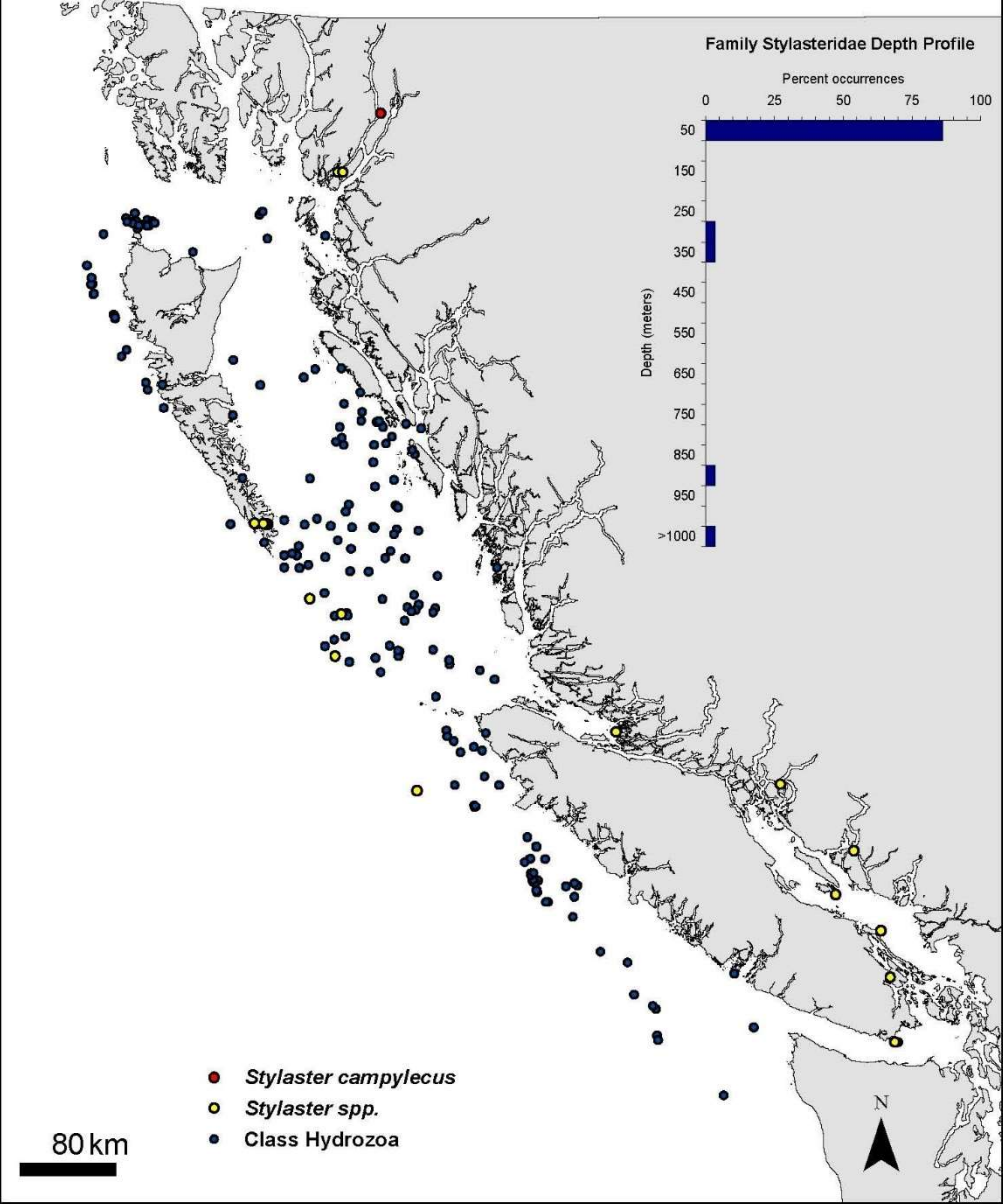 Family Stylasteridae Depth Profile
Percent occurrences
0 25 50 75 100
50
150
250
350
450
550
650
750
850
950
>1000
Depth (meters)
Stylaster campylecus
Stylaster spp.
Class Hydrozoa
80 km
N